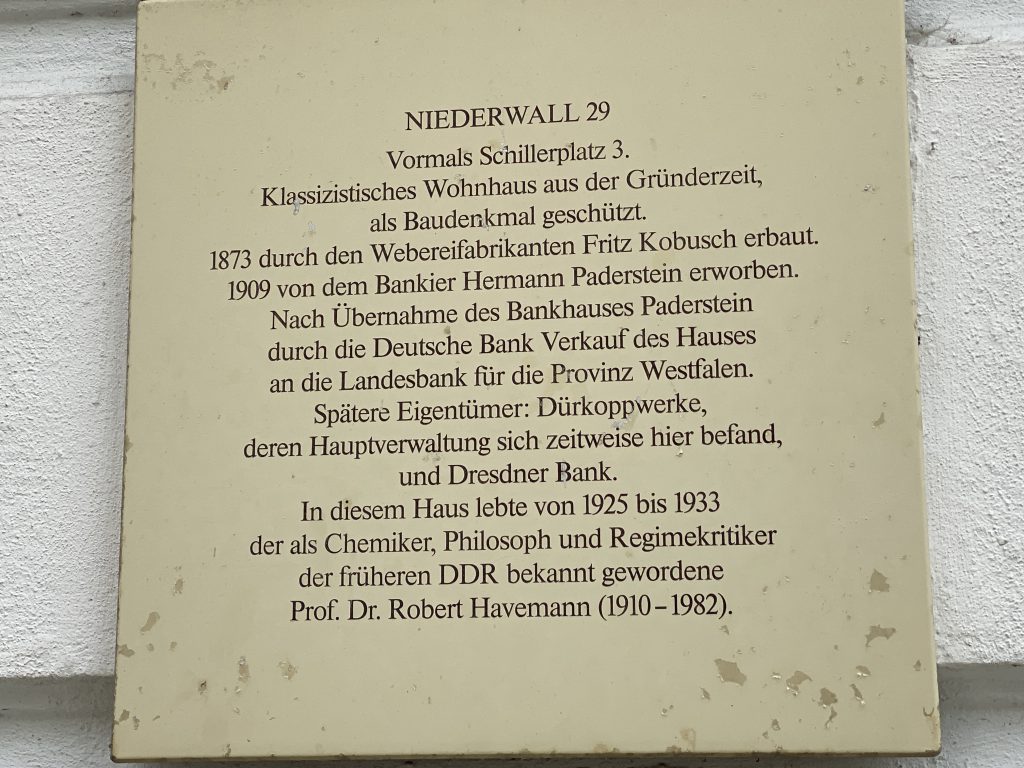 NIEDERWALL 29
Vormals Schillerplatz 3.
Klassizistisches Wohnhaus aus der Gründerzeit,
als Baudenkmal geschützt.
1873 durch den Webereifabrikanten Fritz Kobusch erbaut.
1909 von dem Bankier Hermann Paderstein erworben.
Nach Übernahme des Bankhauses Paderstein
durch die Deutsche Bank Verkauf des Hauses
an die Landesbank für die Provinz Westfalen.
Spätere Eigentümer: Dürkoppwerke,
deren Hauptverwaltung sich zeitweise hier befand,
und Dresdner Bank.
In diesem Haus lebte von 1925 bis 1933
der als Chemiker, Philosoph und Regimekritiker
der früheren DDR bekannt gewordene
Prof. Dr. Robert Havemann (1910–1982).